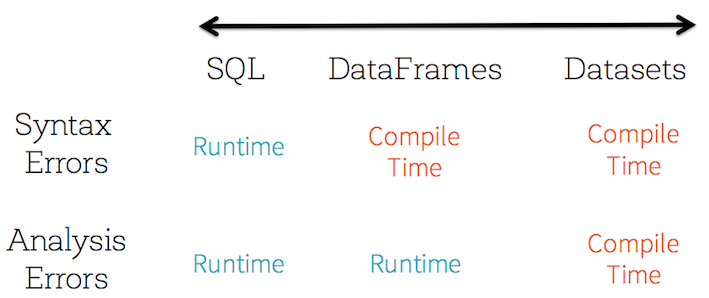 SQL DataFrames Datasets
Syntax
Errors
Runtime
Compile
Time
Compile
Time
Analysis
Errors
Runtime
Runtime
Compile
Time